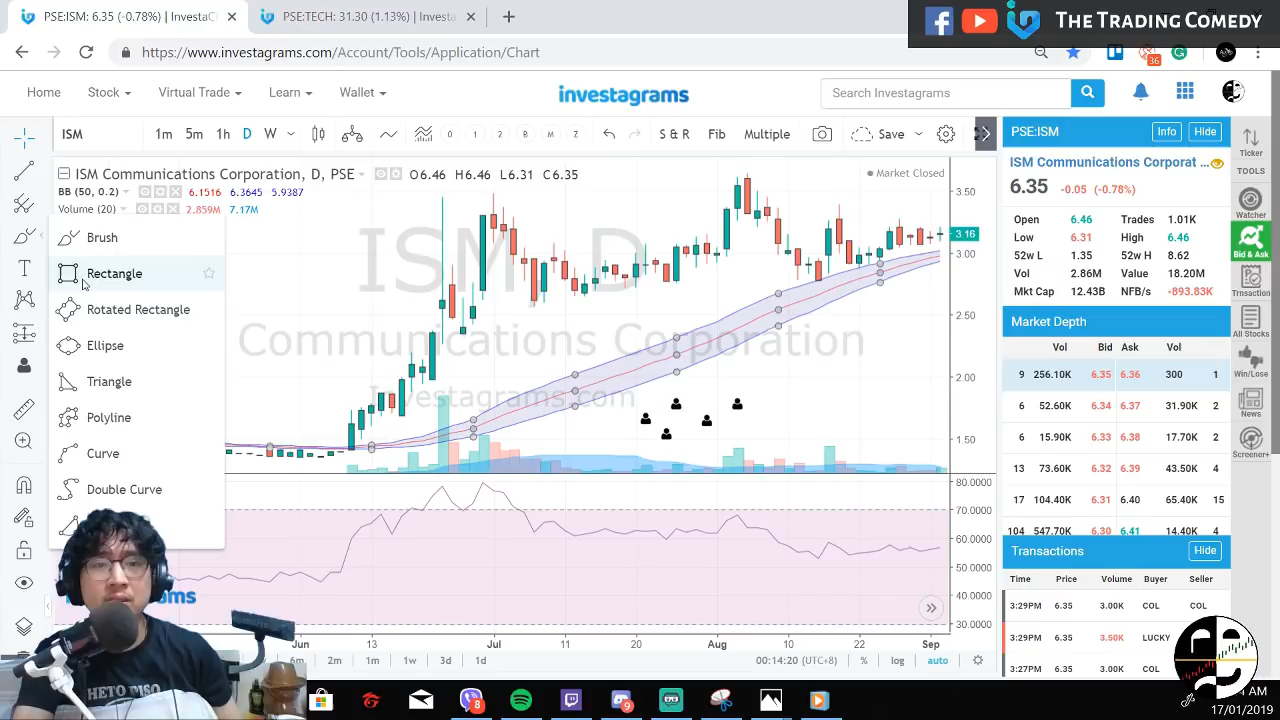 PSE:ISM: 6.35 (-0.78%) | InvestaG
PSE:TECH: 31.30 (1.13%) | Investa
THE TRADING COMEDY
https://www.investagrams.com/Account/Tools/Application/Chart
36
Home Stock Virtual Trade Learn Wallet
investagrams
Search Investagrams
ISM 1m 5m 1h D W
0 1 2 R M Z
S & R Fib Multiple Save
ISM Communications Corporation, D, PSE O6.46 H6.46 L6.31 C6.35
Market Closed
BB (50, 0.2) 6.1516 6.3645 5.9387
Volume (20) 2.859M 7.17M
Brush
Rectangle
Rotated Rectangle
Ellipse
Triangle
Polyline
Curve
Double Curve
ISM, D
Communications Corporation
Investagrams.com
3.50
3.16
3.00
2.50
2.00
1.50
80.0000
70.0000
60.0000
50.0000
40.0000
30.0000
Jun 13 Jul 11 20 Aug 10 22 Sep
6m 2m 1m 1w 3d 1d
00:14:20 (UTC+8) % log auto
PSE:ISM Info Hide
ISM Communications Corporat ...
6.35 -0.05 (-0.78%)
Open 6.46 Trades 1.01K
Low 6.31 High 6.46
52w L 1.35 52w H 8.62
Vol 2.86M Value 18.20M
Mkt Cap 12.43B NFB/s -893.83K
Market Depth
Vol Bid Ask Vol
9 256.10K 6.35 6.36 300 1
6 52.60K 6.34 6.37 31.90K 2
6 15.90K 6.33 6.38 17.70K 2
13 73.60K 6.32 6.39 43.50K 4
17 104.40K 6.31 6.40 65.40K 15
104 547.70K 6.30 6.41 14.40K 4
Transactions Hide
Time Price Volume Buyer Seller
3:29PM 6.35 3.00K COL COL
3:29PM 6.35 3.50K LUCKY
3:27PM 6.35 3.00K COL
Ticker
TOOLS
Watcher
Bid & Ask
Trnsaction
All Stocks
Win/Lose
News
Screener+
8
9
AM
17/01/2019